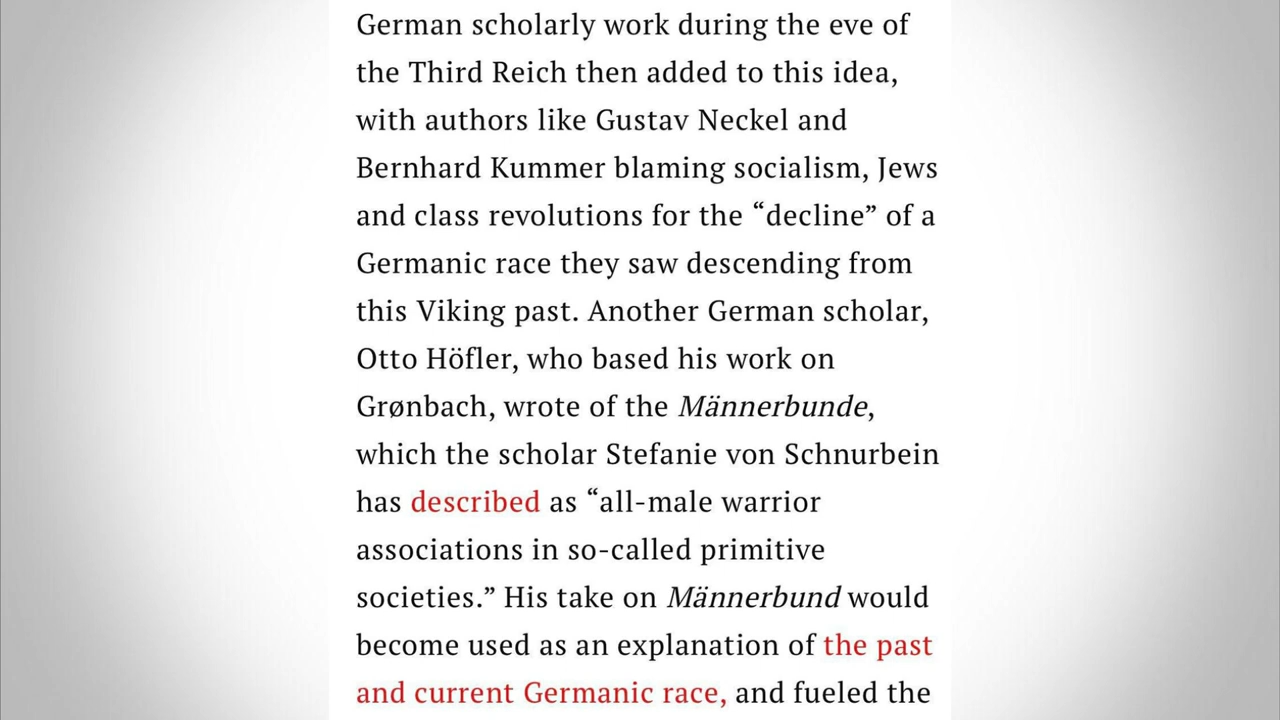 German scholarly work during the eve of
the Third Reich then added to this idea,
with authors like Gustav Neckel and
Bernhard Kummer blaming socialism, Jews
and class revolutions for the “decline” of a
Germanic race they saw descending from
this Viking past. Another German scholar,
Otto Höfler, who based his work on
Grønbach, wrote of the Männerbunde,
which the scholar Stefanie von Schnurbein
has described as “all-male warrior
associations in so-called primitive
societies.” His take on Männerbund would
become used as an explanation of the past
and current Germanic race, and fueled the